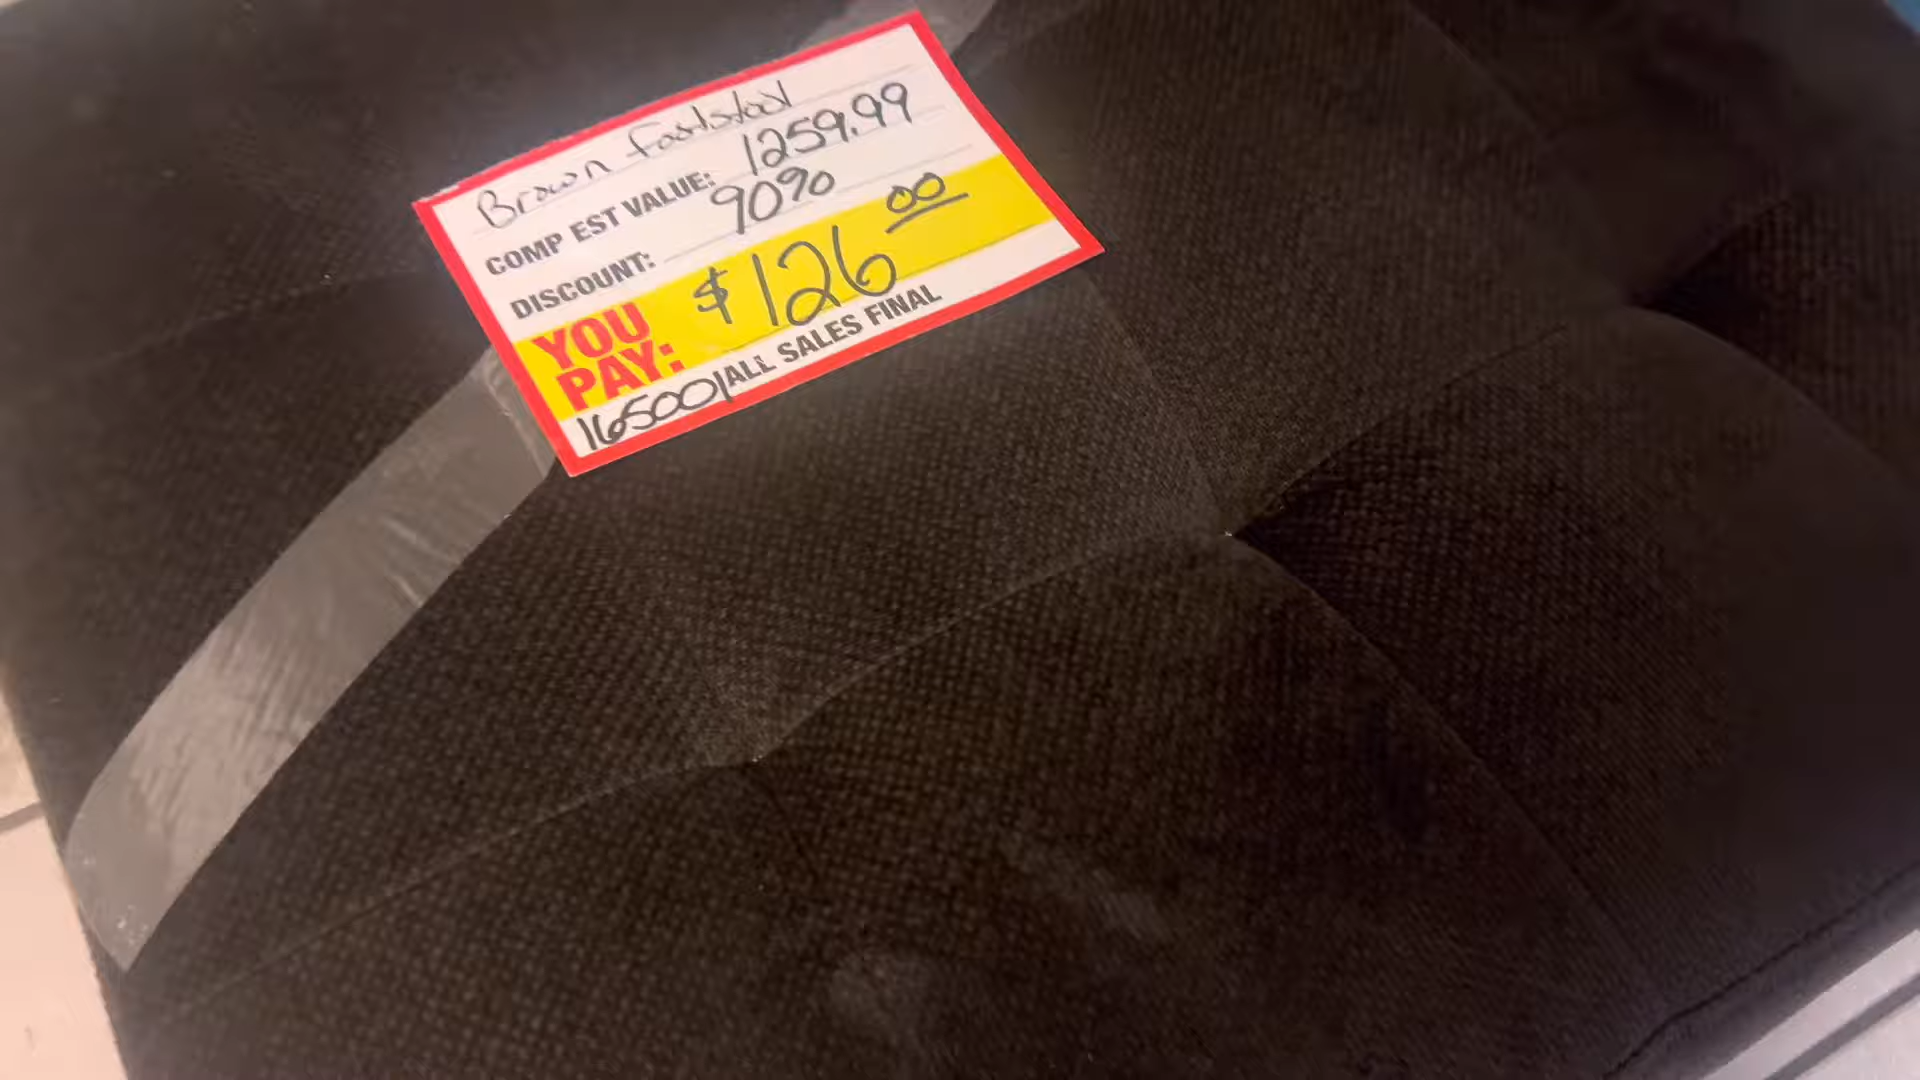 Brown footstool
COMP EST VALUE: 1259.99
DISCOUNT: 90%
YOU PAY: $126 00
165001 ALL SALES FINAL